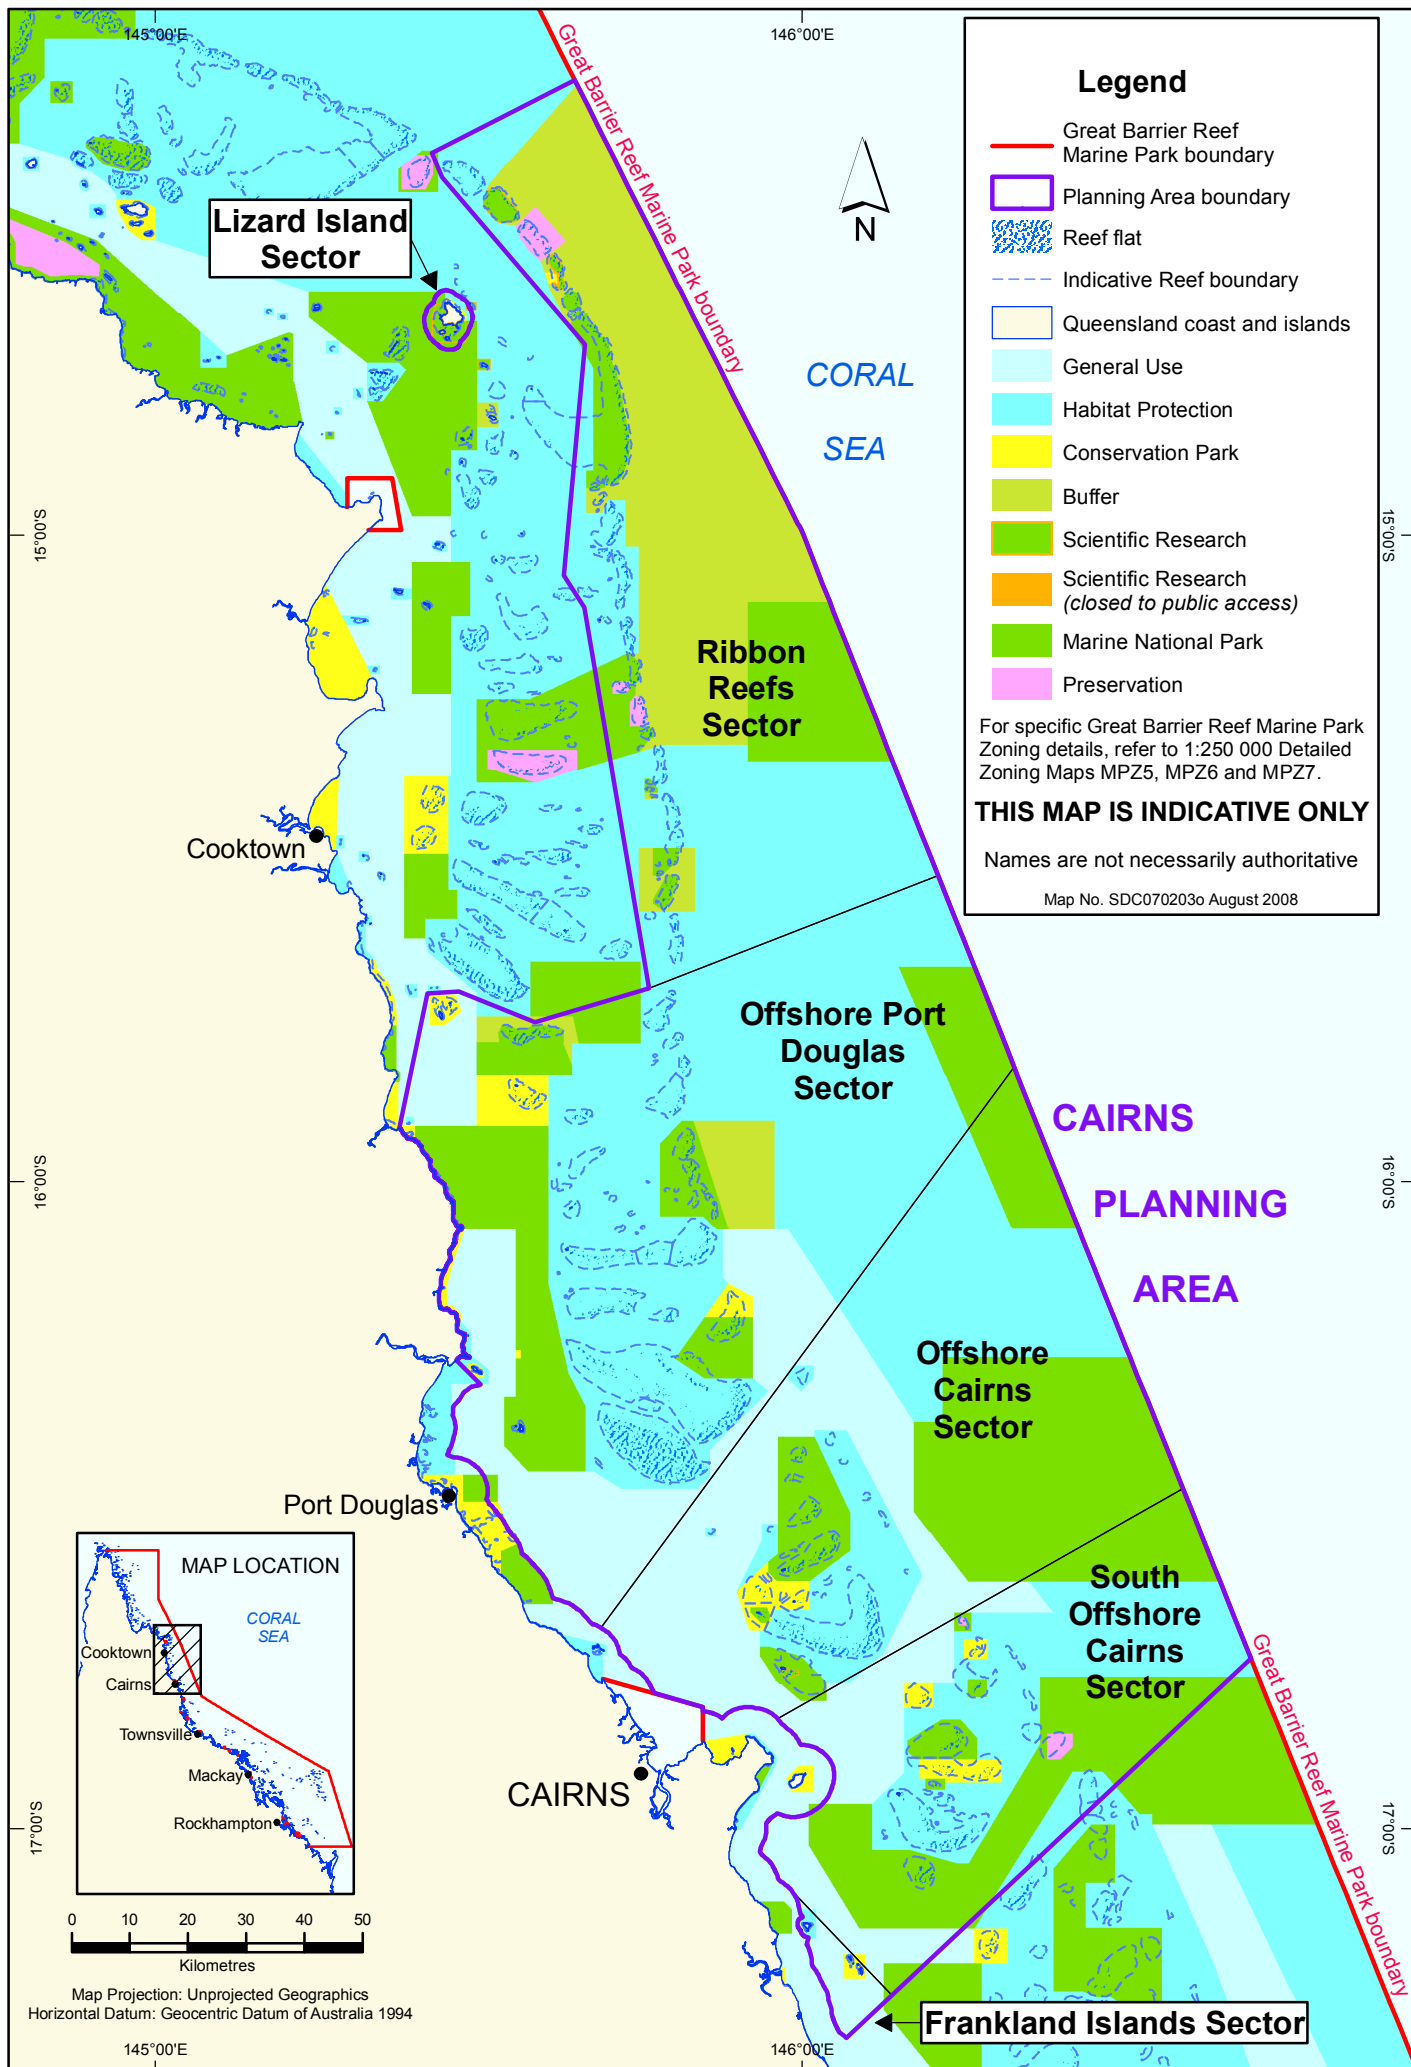 145°00'E
146°00'E
Great Barrier Reef Marine Park boundary
Legend
Great Barrier Reef
Marine Park boundary
Planning Area boundary
Reef flat
Indicative Reef boundary
Queensland coast and islands
General Use
Habitat Protection
Conservation Park
Buffer
Scientific Research
Scientific Research
(closed to public access)
Marine National Park
Preservation
For specific Great Barrier Reef Marine Park
Zoning details, refer to 1:250 000 Detailed
Zoning Maps MPZ5, MPZ6 and MPZ7.
THIS MAP IS INDICATIVE ONLY
Names are not necessarily authoritative
Map No. SDC070203o August 2008
N
Lizard Island
Sector
CORAL
SEA
15°00'S
15°00'S
Ribbon
Reefs
Sector
Cooktown
Offshore Port
Douglas
Sector
CAIRNS
PLANNING
AREA
16°00'S
16°00'S
Offshore
Cairns
Sector
Port Douglas
South
Offshore
Cairns
Sector
Great Barrier Reef Marine Park boundary
CAIRNS
17°00'S
17°00'S
MAP LOCATION
CORAL
SEA
Cooktown
Cairns
Townsville
Mackay
Rockhampton
0 10 20 30 40 50
Kilometres
Map Projection: Unprojected Geographics
Horizontal Datum: Geocentric Datum of Australia 1994
Frankland Islands Sector
145°00'E
146°00'E